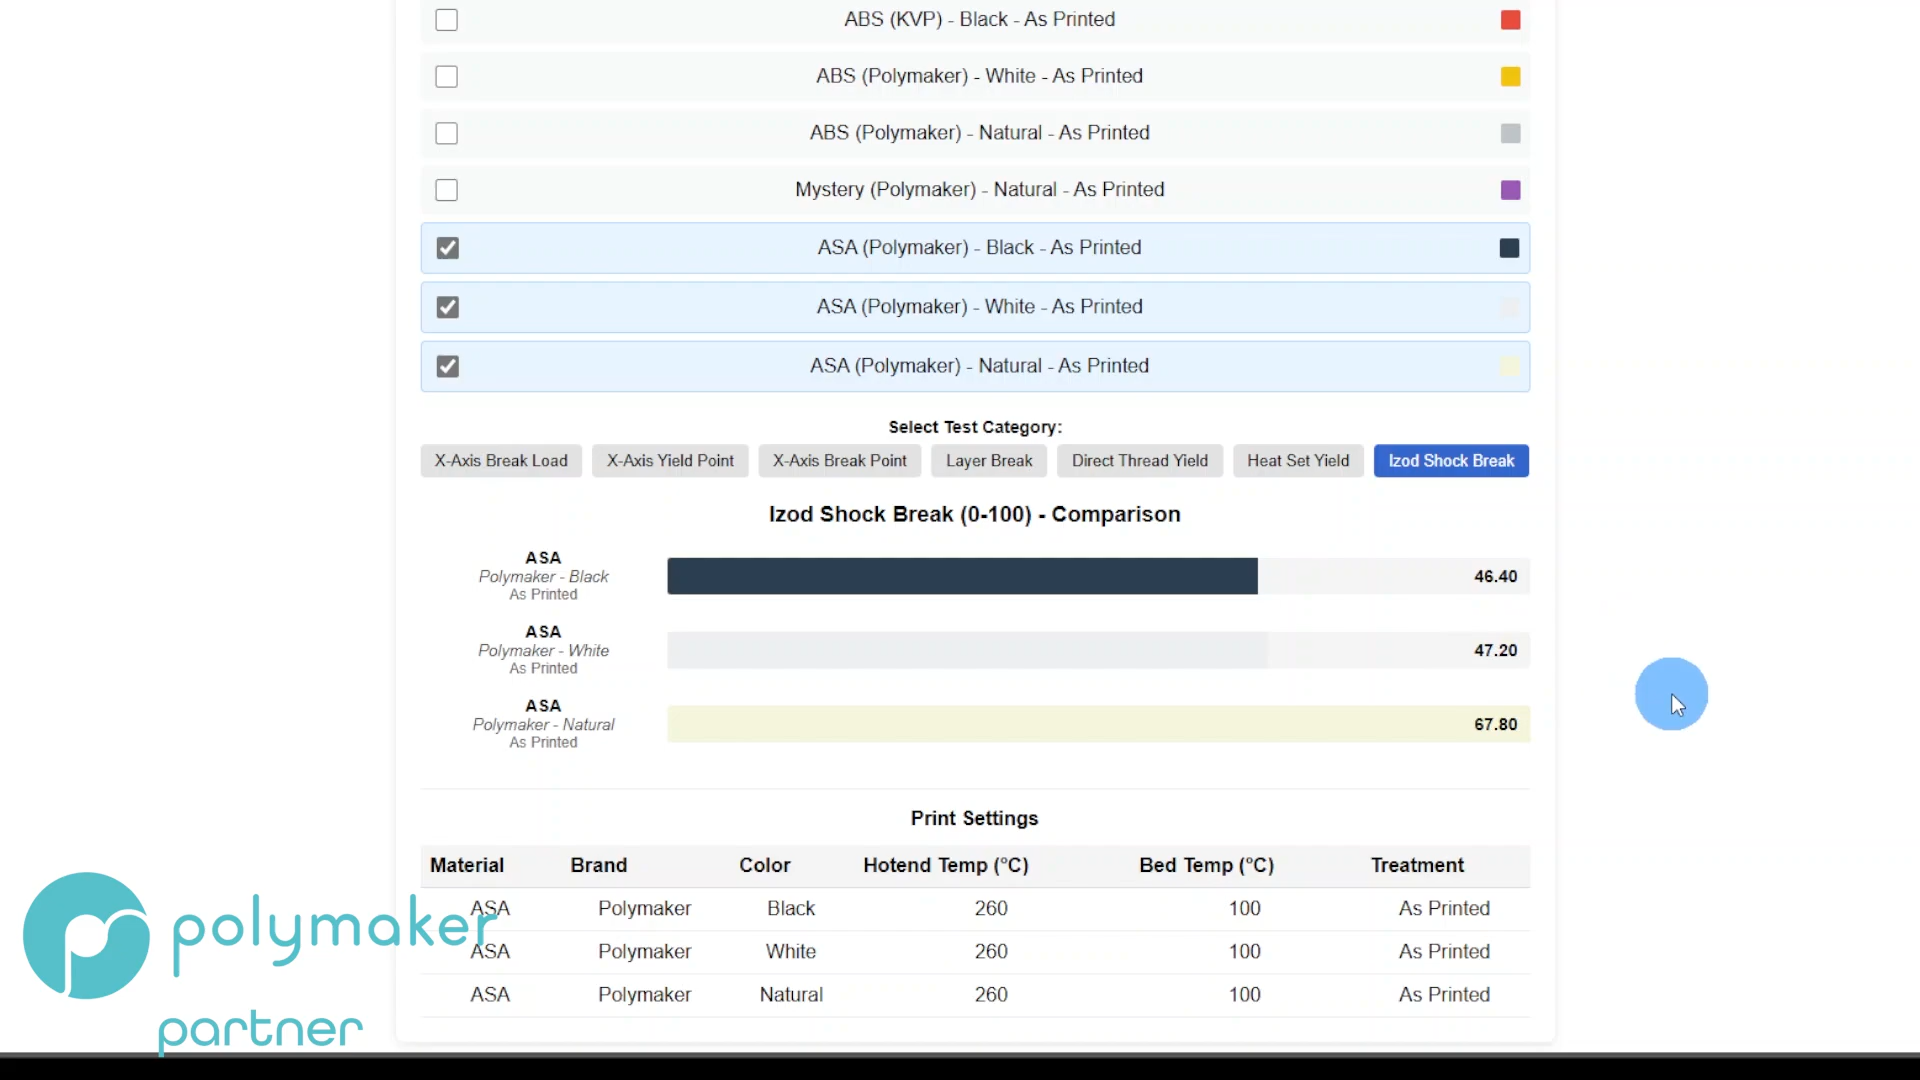 ABS (KVP) - Black - As Printed
ABS (Polymaker) - White - As Printed
ABS (Polymaker) - Natural - As Printed
Mystery (Polymaker) - Natural - As Printed
ASA (Polymaker) - Black - As Printed
ASA (Polymaker) - White - As Printed
ASA (Polymaker) - Natural - As Printed
Select Test Category:
X-Axis Break Load X-Axis Yield Point X-Axis Break Point Layer Break Direct Thread Yield Heat Set Yield Izod Shock Break
Izod Shock Break (0-100) - Comparison
ASA
Polymaker - Black
As Printed
46.40
ASA
Polymaker - White
As Printed
47.20
ASA
Polymaker - Natural
As Printed
67.80
Print Settings
Material Brand Color Hotend Temp (°C) Bed Temp (°C) Treatment
ASA Polymaker Black 260 100 As Printed
ASA Polymaker White 260 100 As Printed
ASA Polymaker Natural 260 100 As Printed
polymaker
partner